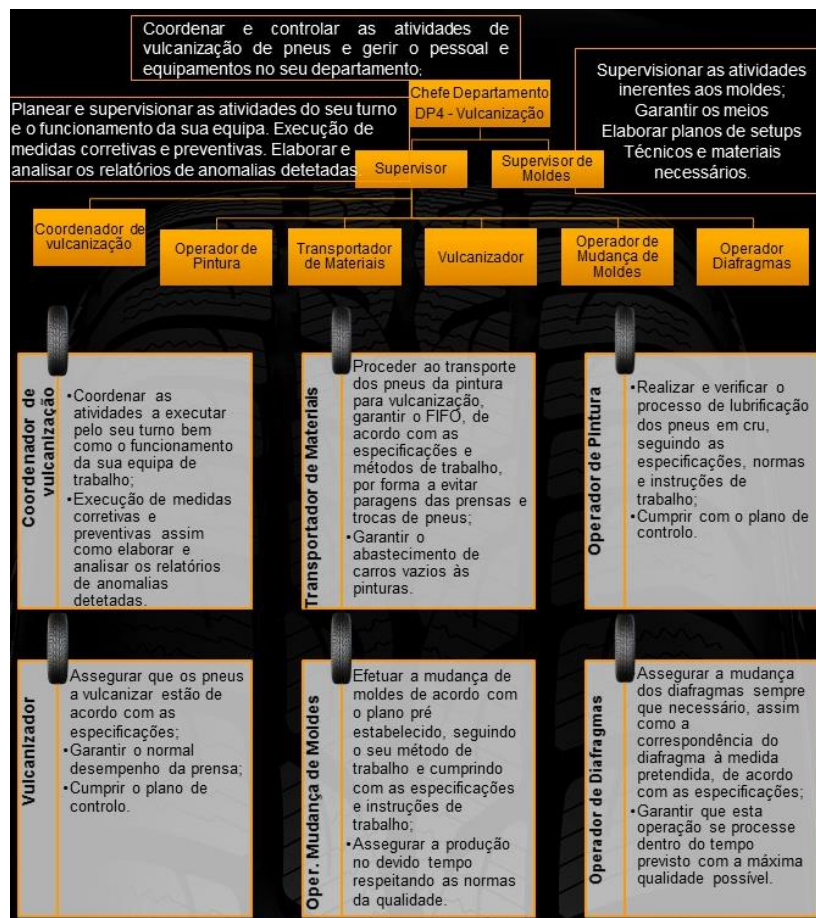 Coordenar e controlar as atividades de
vulcanização de pneus e gerir o pessoal e
equipamentos no seu departamento;
Supervisionar as atividades
inerentes aos moldes;
Garantir os meios
Elaborar planos de setups
Técnicos e materiais
necessários.
Planear e supervisionar as atividades do seu turno
e o funcionamento da sua equipa. Execução de
medidas corretivas e preventivas. Elaborar e
analisar os relatórios de anomalias detetadas.
Chefe Departamento
DP4 - Vulcanização
Supervisor
Supervisor de
Moldes
Coordenador de
vulcanização
Operador de
Pintura
Transportador
de Materiais
Vulcanizador
Operador de
Mudança de
Moldes
Operador
Diafragmas
Coordenador de
vulcanização
•Coordenar as
atividades a executar
pelo seu turno bem
como o funcionamento
da sua equipa de
trabalho;
•Execução de medidas
corretivas e
preventivas assim
como elaborar e
analisar os relatórios
de anomalias
detetadas.
Transportador de Materiais
Proceder ao transporte
dos pneus da pintura
para vulcanização,
garantir o FIFO, de
acordo com as
especificações e
métodos de trabalho,
por forma a evitar
paragens das prensas e
trocas de pneus;
•Garantir o
abastecimento de
carros vazios às
pinturas.
Operador de Pintura
•Realizar e verificar o
processo de lubrificação
dos pneus em cru,
seguindo as
especificações, normas
e instruções de
trabalho;
•Cumprir com o plano de
controlo.
Vulcanizador
Assegurar que os pneus
a vulcanizar estão de
acordo com as
especificações;
•Garantir o normal
desempenho da prensa;
•Cumprir o plano de
controlo.
Oper. Mudança de Moldes
Efetuar a mudança de
moldes de acordo com
o plano pré
estabelecido, seguindo
o seu método de
trabalho e cumprindo
com as especificações
e instruções de
trabalho;
•Assegurar a produção
no devido tempo
respeitando as normas
da qualidade.
Operador de Diafragmas
Assegurar a mudança
dos diafragmas sempre
que necessário, assim
como a
correspondência do
diafragma à medida
pretendida, de acordo
com as especificações;
•Garantir que esta
operação se processe
dentro do tempo
previsto com a máxima
qualidade possível.